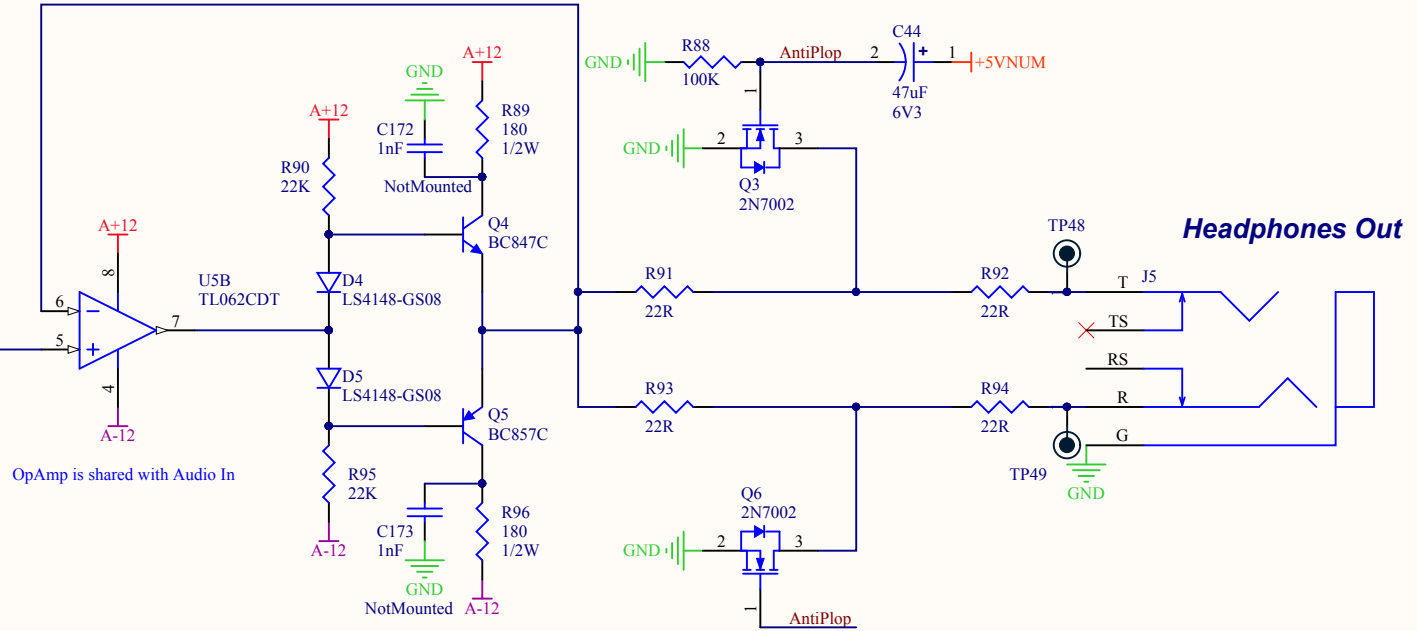 C44
R88
GND
AntiPlop
2
1
+5VNUM
100K
47uF
6V3
A+12
GND
R89
180
1/2W
A+12
C172
1nF
1
GND
2
3
R90
22K
NotMounted
Q3
2N7002
A+12
Q4
BC847C
TP48
Headphones Out
8
U5B
TL062CDT
D4
LS4148-GS08
R91
22R
R92
22R
T
J5
6
7
5
TS
4
D5
LS4148-GS08
RS
R93
22R
R94
22R
R
Q5
BC857C
A-12
G
OpAmp is shared with Audio In
R95
22K
TP49
GND
Q6
2N7002
C173
1nF
R96
180
1/2W
A-12
GND
2
3
GND
NotMounted
A-12
1
AntiPlop